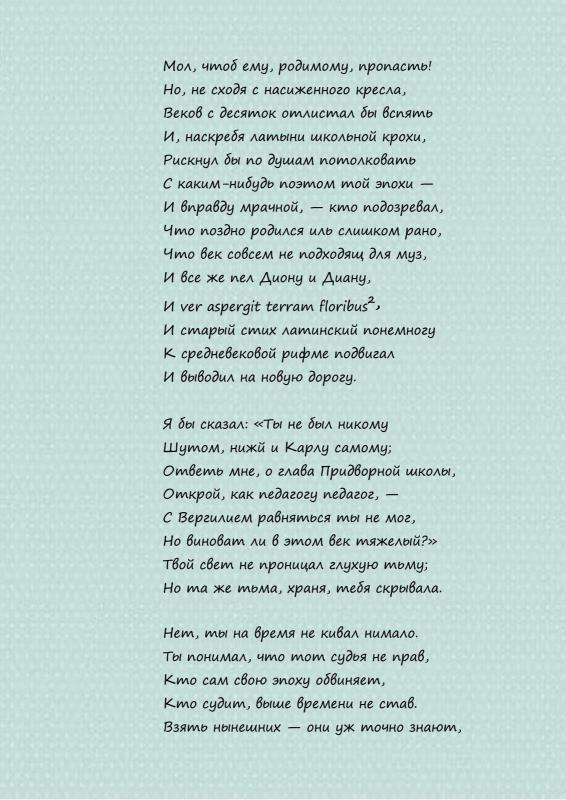 Мол, чтоб ему, родимому, пропасть!
Но, не сходя с насиженного кресла,
Веков с десяток отлистал бы вспять
И, наскребя латыни школьной крохи,
Рискнул бы по душам потолковать
С каким-нибудь поэтом той эпохи —
И вправду мрачной, — кто подозревал,
Что поздно родился иль слишком рано,
Что век совсем не подходящ для муз,
И все же пел Диону и Диану,
И ver aspergit terram floribus²,
И старый стих латинский понемногу
К средневековой рифме подвигал
И выводил на новую дорогу.
Я бы сказал: «Ты не был никому
Шутом, нижй и Карлу самому;
Ответь мне, о глава Придворной школы,
Открой, как педагогу педагог, —
С Вергилием равняться ты не мог,
Но виноват ли в этом век тяжелый?»
Твой свет не проницал глухую тьму;
Но та же тьма, храня, тебя скрывала.
Нет, ты на время не кивал нимало.
Ты понимал, что тот судья не прав,
Кто сам свою эпоху обвиняет,
Кто судит, выше времени не став.
Взять нынешних — они уж точно знают,